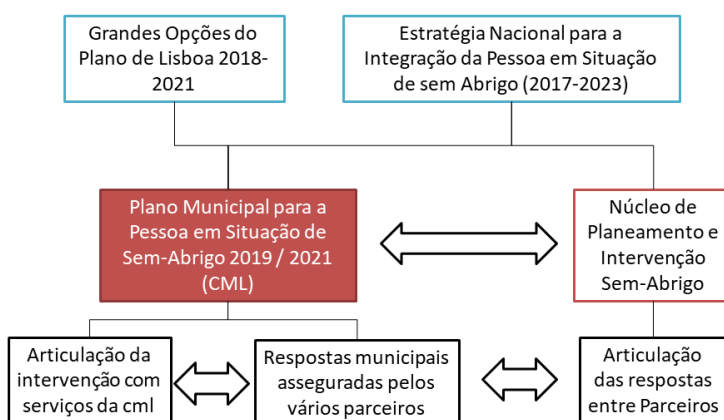 Grandes Opções do
Plano de Lisboa 2018-
2021
Estratégia Nacional para a
Integração da Pessoa em Situação
de sem Abrigo (2017-2023)
Plano Municipal para a
Pessoa em Situação de
Sem-Abrigo 2019 / 2021
(CML)
Núcleo de
Planeamento e
Intervenção
Sem-Abrigo
Articulação da
intervenção com
serviços da cml
Respostas municipais
asseguradas pelos
vários parceiros
Articulação
das respostas
entre Parceiros